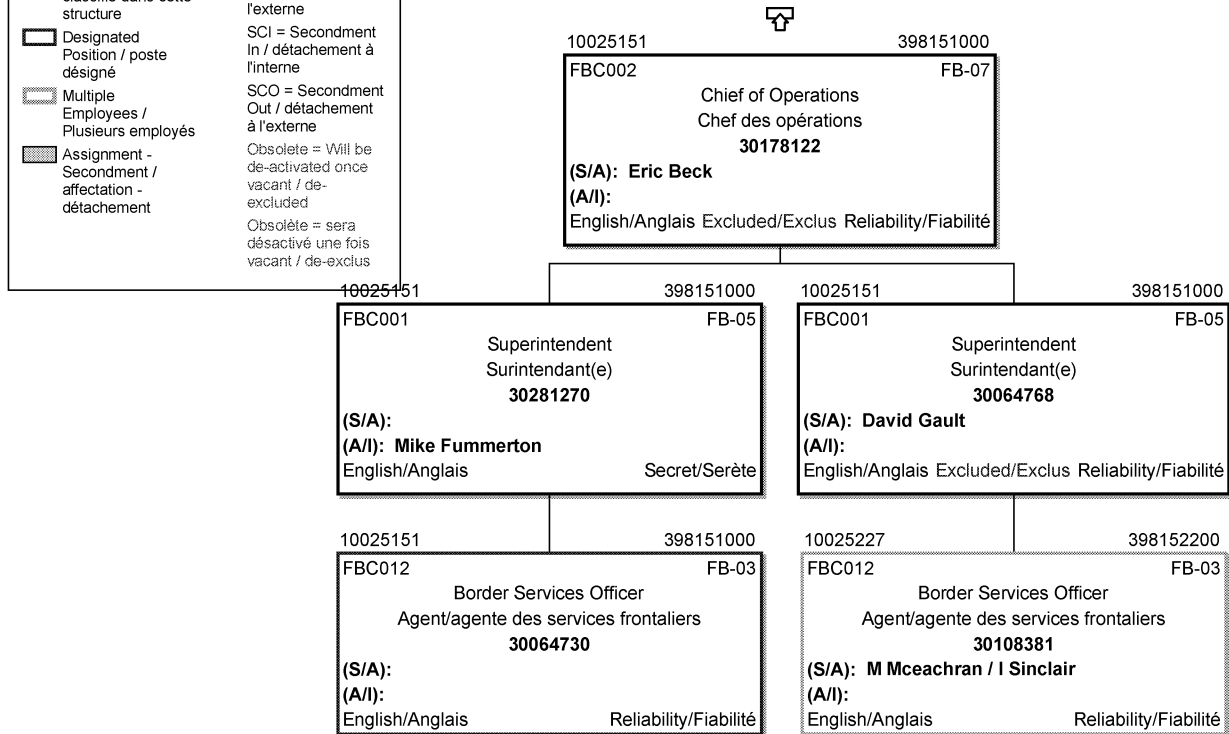 classifié dans cette
structure
Designated
Position / poste
désigné
Multiple
Employees /
Plusieurs employés
Assignment -
Secondment /
affectation -
détachement
l'externe
SCI = Secondment
In / détachement à
l'interne
SCO = Secondment
Out / détachement
à l'externe
Obsolete = Will be
de-activated once
vacant / de-
excluded
Obsolète = sera
désactivé une fois
vacant / de-exclus
10025151 398151000
FBC002 FB-07
Chief of Operations
Chef des opérations
30178122
(S/A): Eric Beck
(A/I):
English/Anglais Excluded/Exclus Reliability/Fiabilité
10025151 398151000
FBC001 FB-05
Superintendent
Surintendant(e)
30281270
(S/A):
(A/I): Mike Fummerton
English/Anglais Secret/Serète
10025151 398151000
FBC001 FB-05
Superintendent
Surintendant(e)
30064768
(S/A): David Gault
(A/I):
English/Anglais Excluded/Exclus Reliability/Fiabilité
10025151 398151000
FBC012 FB-03
Border Services Officer
Agent/agente des services frontaliers
30064730
(S/A):
(A/I):
English/Anglais Reliability/Fiabilité
10025227 398152200
FBC012 FB-03
Border Services Officer
Agent/agente des services frontaliers
30108381
(S/A): M Mceachran / I Sinclair
(A/I):
English/Anglais Reliability/Fiabilité